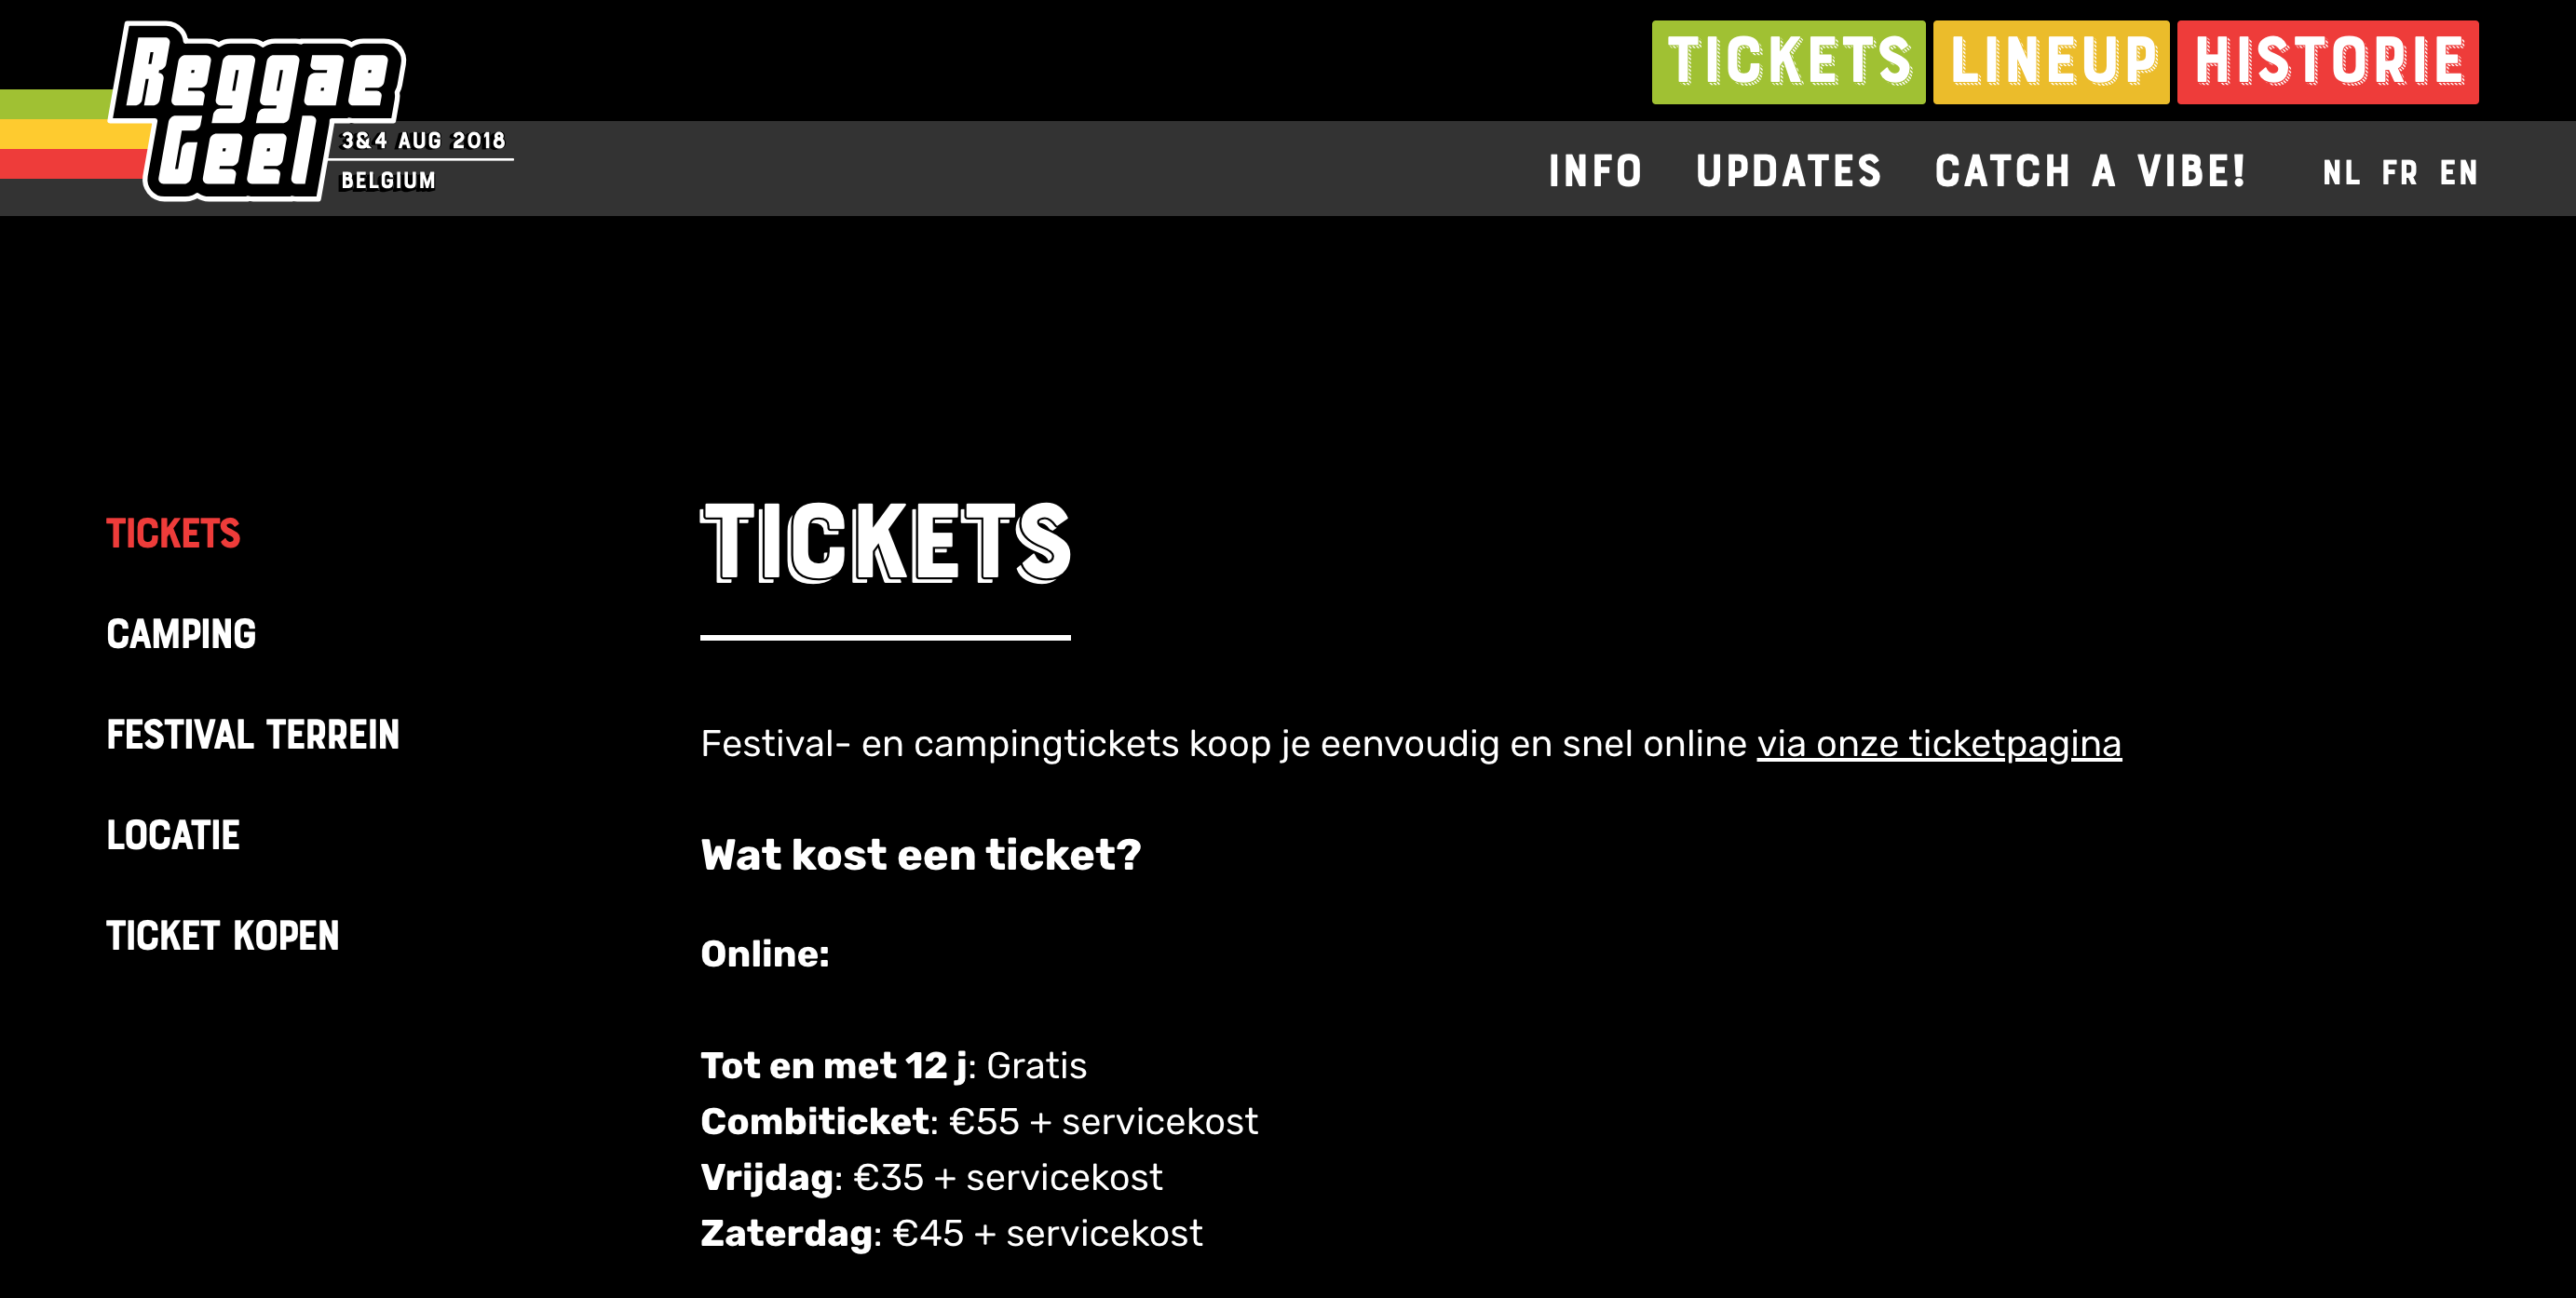 Reggae
Geel
3&4 AUG 2018
BELGIUM
TICKETS LINEUP HISTORIE
INFO UPDATES CATCH A VIBE! NL FR EN
TICKETS
CAMPING
FESTIVAL TERREIN
LOCATIE
TICKET KOPEN
TICKETS
Festival- en campingtickets koop je eenvoudig en snel online via onze ticketpagina
Wat kost een ticket?
Online:
Tot en met 12 j: Gratis
Combiticket: €55 + servicekost
Vrijdag: €35 + servicekost
Zaterdag: €45 + servicekost